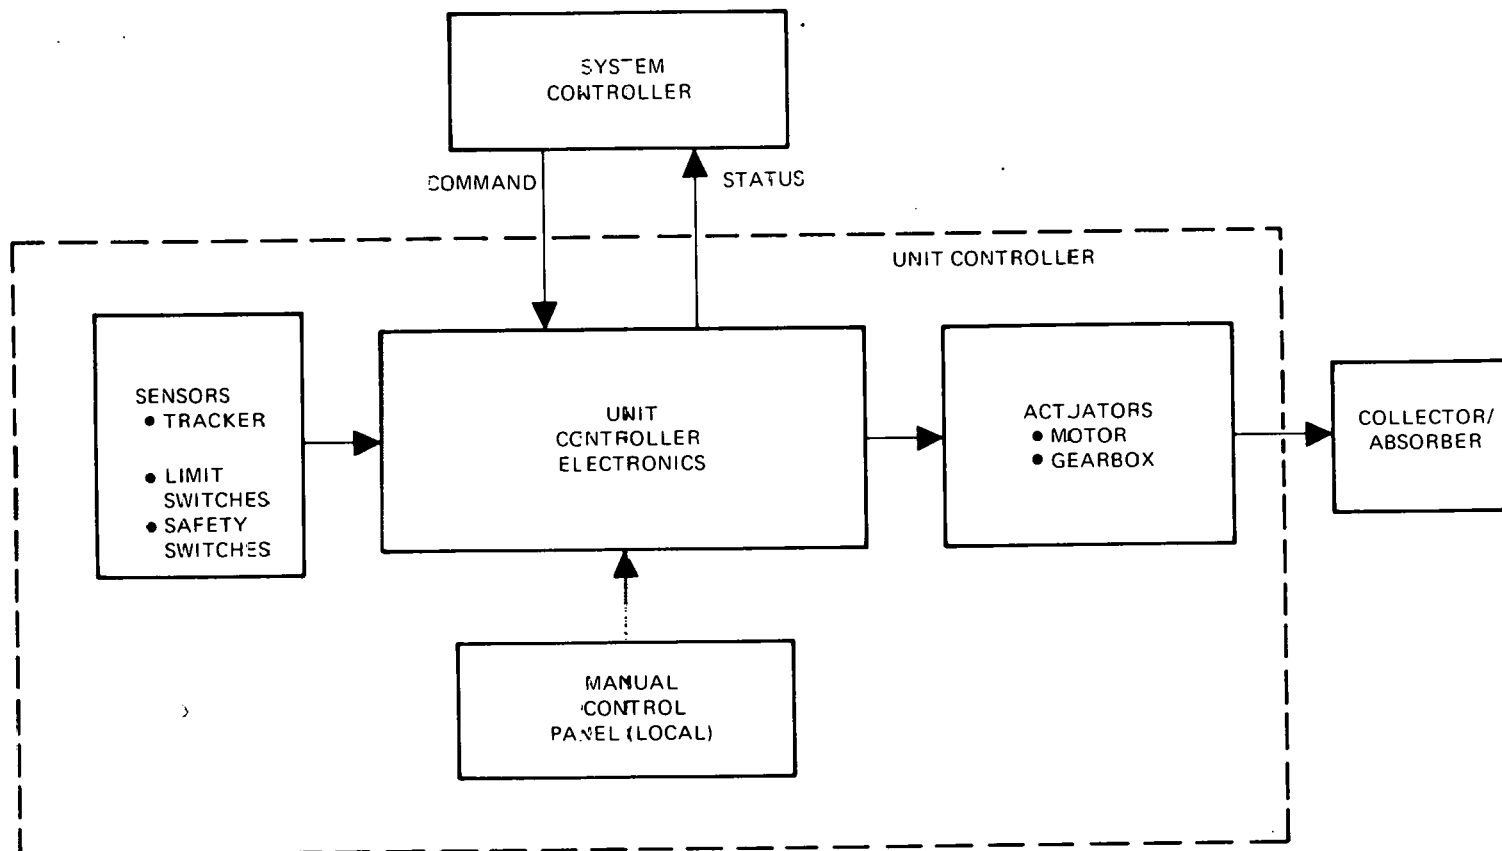 SYSTEM
CONTROLLER
COMMAND
STATUS
UNIT CONTROLLER
SENSORS
• TRACKER
• LIMIT
SWITCHES
• SAFETY
SWITCHES
UNIT
CONTROLLER
ELECTRONICS
ACTUATORS
• MOTOR
• GEARBOX
COLLECTOR/
ABSORBER
MANUAL
CONTROL
PANEL (LOCAL)